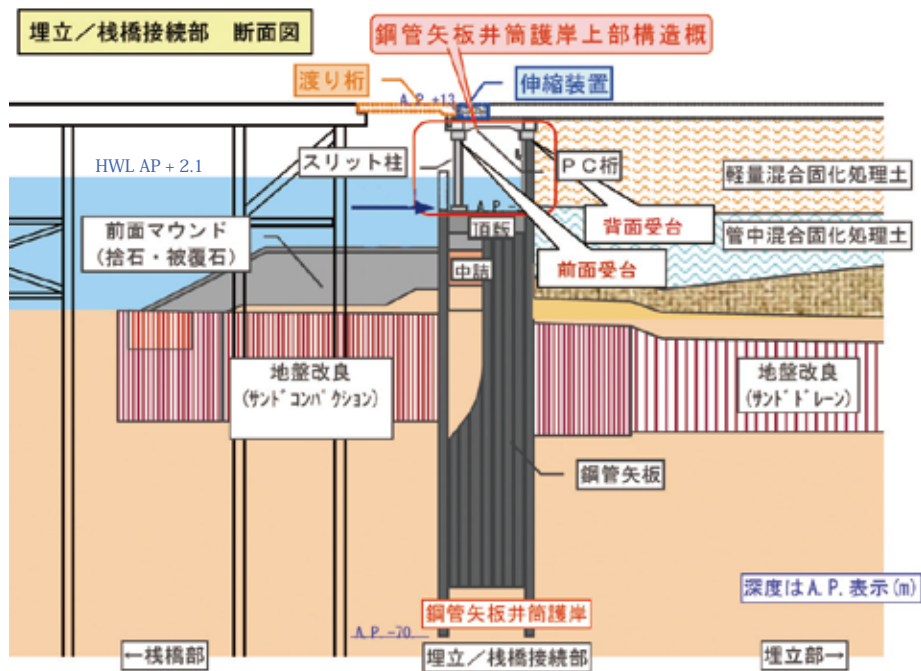 埋立／桟橋接続部 断面図
鋼管矢板井筒護岸上部構造概
渡り桁
A.P.+13
伸縮装置
HWL AP + 2.1
スリット柱
PC桁
軽量混合固化処理土
A.P.-
頂版
背面受台
管中混合固化処理土
前面マウンド
(捨石・被覆石)
中詰
前面受台
地盤改良
(サンドコンパクション)
地盤改良
(サンドドレーン)
鋼管矢板
深度はA.P.表示(m)
鋼管矢板井筒護岸
A.P.-70.
←桟橋部
埋立／桟橋接続部
埋立部→